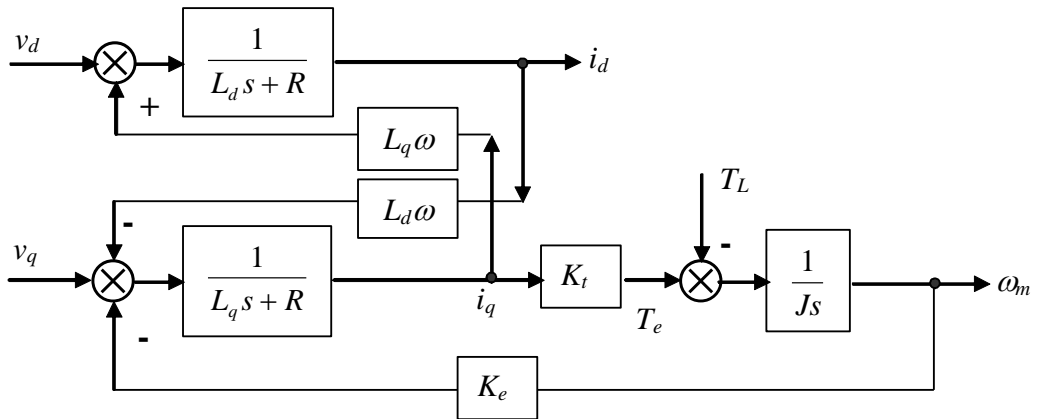 v_d
1
L_d s + R
i_d
+
L_q ω
L_d ω
T_L
-
-
v_q
1
L_q s + R
i_q
K_t
T_e
1
Js
ω_m
-
K_e